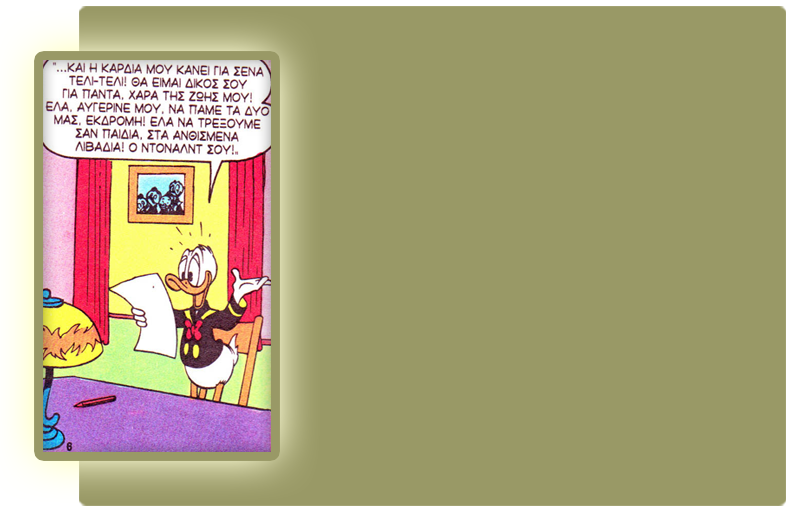 "...ΚΑΙ Η ΚΑΡΔΙΑ ΜΟΥ ΚΑΝΕΙ ΓΙΑ ΣΕΝΑ
ΤΕΛΙ-ΤΕΛΙ! ΘΑ ΕΙΜΑΙ ΔΙΚΟΣ ΣΟΥ
ΓΙΑ ΠΑΝΤΑ, ΧΑΡΑ ΤΗΣ ΖΩΗΣ ΜΟΥ!
ΕΛΑ, ΑΥΓΕΡΙΝΕ ΜΟΥ, ΝΑ ΠΑΜΕ ΤΑ ΔΥΟ
ΜΑΣ, ΕΚΔΡΟΜΗ! ΕΛΑ ΝΑ ΤΡΕΞΟΥΜΕ
ΣΑΝ ΠΑΙΔΙΑ, ΣΤΑ ΑΝΘΙΣΜΕΝΑ
ΛΙΒΑΔΙΑ! Ο ΝΤΟΝΑΛΝΤ ΣΟΥ!..
6